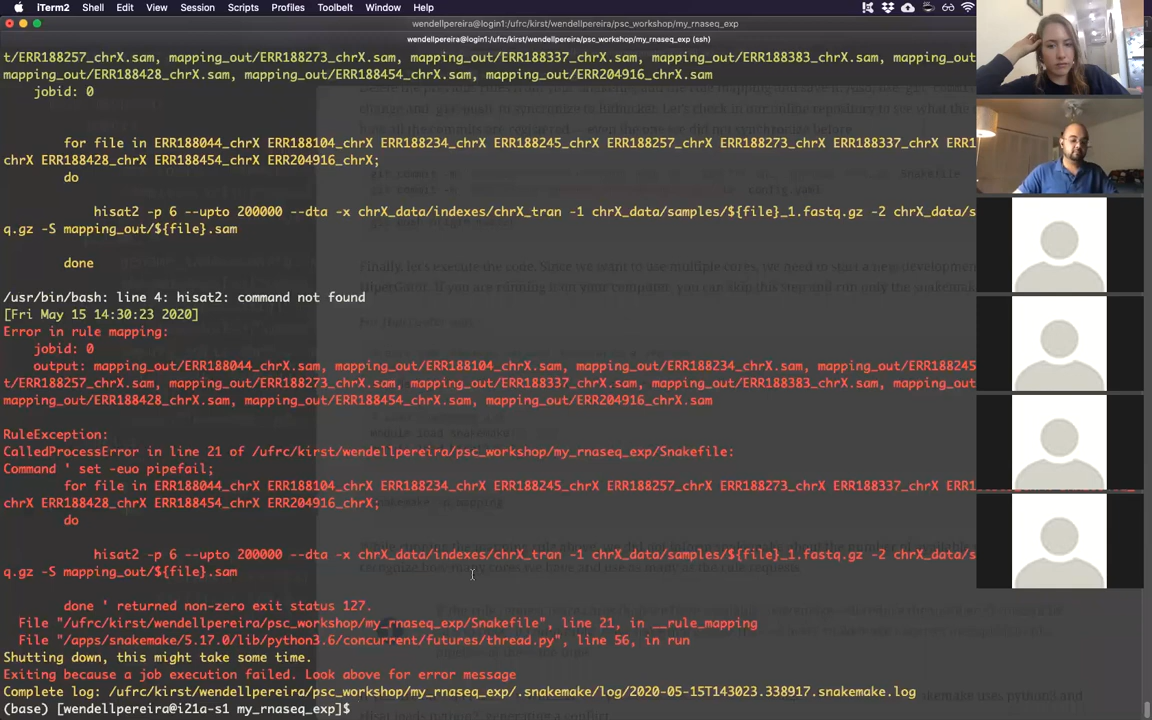 iTerm2 Shell Edit View Session Scripts Profiles Toolbelt Window Help
wendellpereira@login1:/ufrc/kirst/wendellpereira/psc_workshop/my_rnaseq_exp
wendellpereira@login1:/ufrc/kirst/wendellpereira/psc_workshop/my_rnaseq_exp (ssh)
t/ERR188257_chrX.sam, mapping_out/ERR188273_chrX.sam, mapping_out/ERR188337_chrX.sam, mapping_out/ERR188383_chrX.sam,
mapping_out/ERR188428_chrX.sam, mapping_out/ERR188454_chrX.sam, mapping_out/ERR204916_chrX.sam
jobid: 0
for file in ERR188044_chrX ERR188104_chrX ERR188234_chrX ERR188245_chrX ERR188257_chrX ERR188273_chrX ERR188337_chrX ERR1
chrX ERR188428_chrX ERR188454_chrX ERR204916_chrX;
do
hisat2 -p 6 --upto 200000 --dta -x chrX_data/indexes/chrX_tran -1 chrX_data/samples/${file}_1.fastq.gz -2 chrX_data/s
q.gz -S mapping_out/${file}.sam
done
/usr/bin/bash: line 4: hisat2: command not found
[Fri May 15 14:30:23 2020]
Error in rule mapping:
jobid: 0
output: mapping_out/ERR188044_chrX.sam, mapping_out/ERR188104_chrX.sam, mapping_out/ERR188234_chrX.sam, mapping_out/ERR188245
t/ERR188257_chrX.sam, mapping_out/ERR188273_chrX.sam, mapping_out/ERR188337_chrX.sam, mapping_out/ERR188383_chrX.sam,
mapping_out/ERR188428_chrX.sam, mapping_out/ERR188454_chrX.sam, mapping_out/ERR204916_chrX.sam
RuleException:
CalledProcessError in line 21 of /ufrc/kirst/wendellpereira/psc_workshop/my_rnaseq_exp/Snakefile:
Command ' set -euo pipefail;
for file in ERR188044_chrX ERR188104_chrX ERR188234_chrX ERR188245_chrX ERR188257_chrX ERR188273_chrX ERR188337_chrX ERR1
chrX ERR188428_chrX ERR188454_chrX ERR204916_chrX;
do
hisat2 -p 6 --upto 200000 --dta -x chrX_data/indexes/chrX_tran -1 chrX_data/samples/${file}_1.fastq.gz -2 chrX_data/s
q.gz -S mapping_out/${file}.sam
done ' returned non-zero exit status 127.
File "/ufrc/kirst/wendellpereira/psc_workshop/my_rnaseq_exp/Snakefile", line 21, in __rule_mapping
File "/apps/snakemake/5.17.0/lib/python3.6/concurrent/futures/thread.py", line 56, in run
Shutting down, this might take some time.
Exiting because a job execution failed. Look above for error message
Complete log: /ufrc/kirst/wendellpereira/psc_workshop/my_rnaseq_exp/.snakemake/log/2020-05-15T143023.338917.snakemake.log
(base) [wendellpereira@i21a-s1 my_rnaseq_exp]$